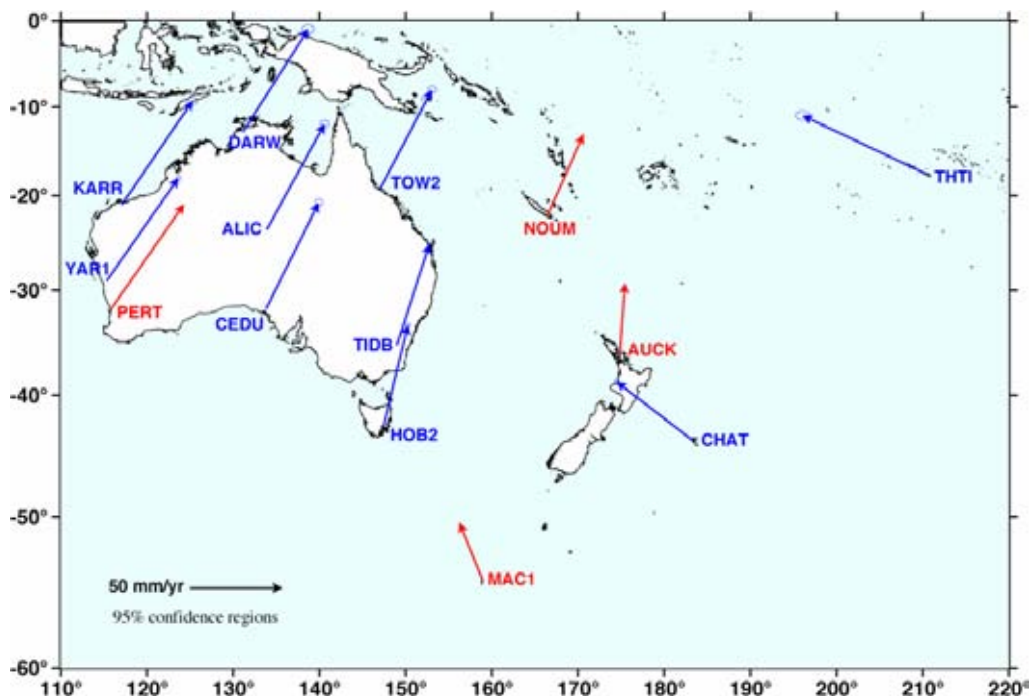 0°
-10°
-20°
-30°
-40°
-50°
-60°
DARW
KARR
TOW2
THTI
ALIC
NOUM
YAR1
PERT
CEDU
TIDB
AUCK
HOB2
CHAT
MAC1
50 mm/yr
95% confidence regions
110° 120° 130° 140° 150° 160° 170° 180° 190° 200° 210° 220°